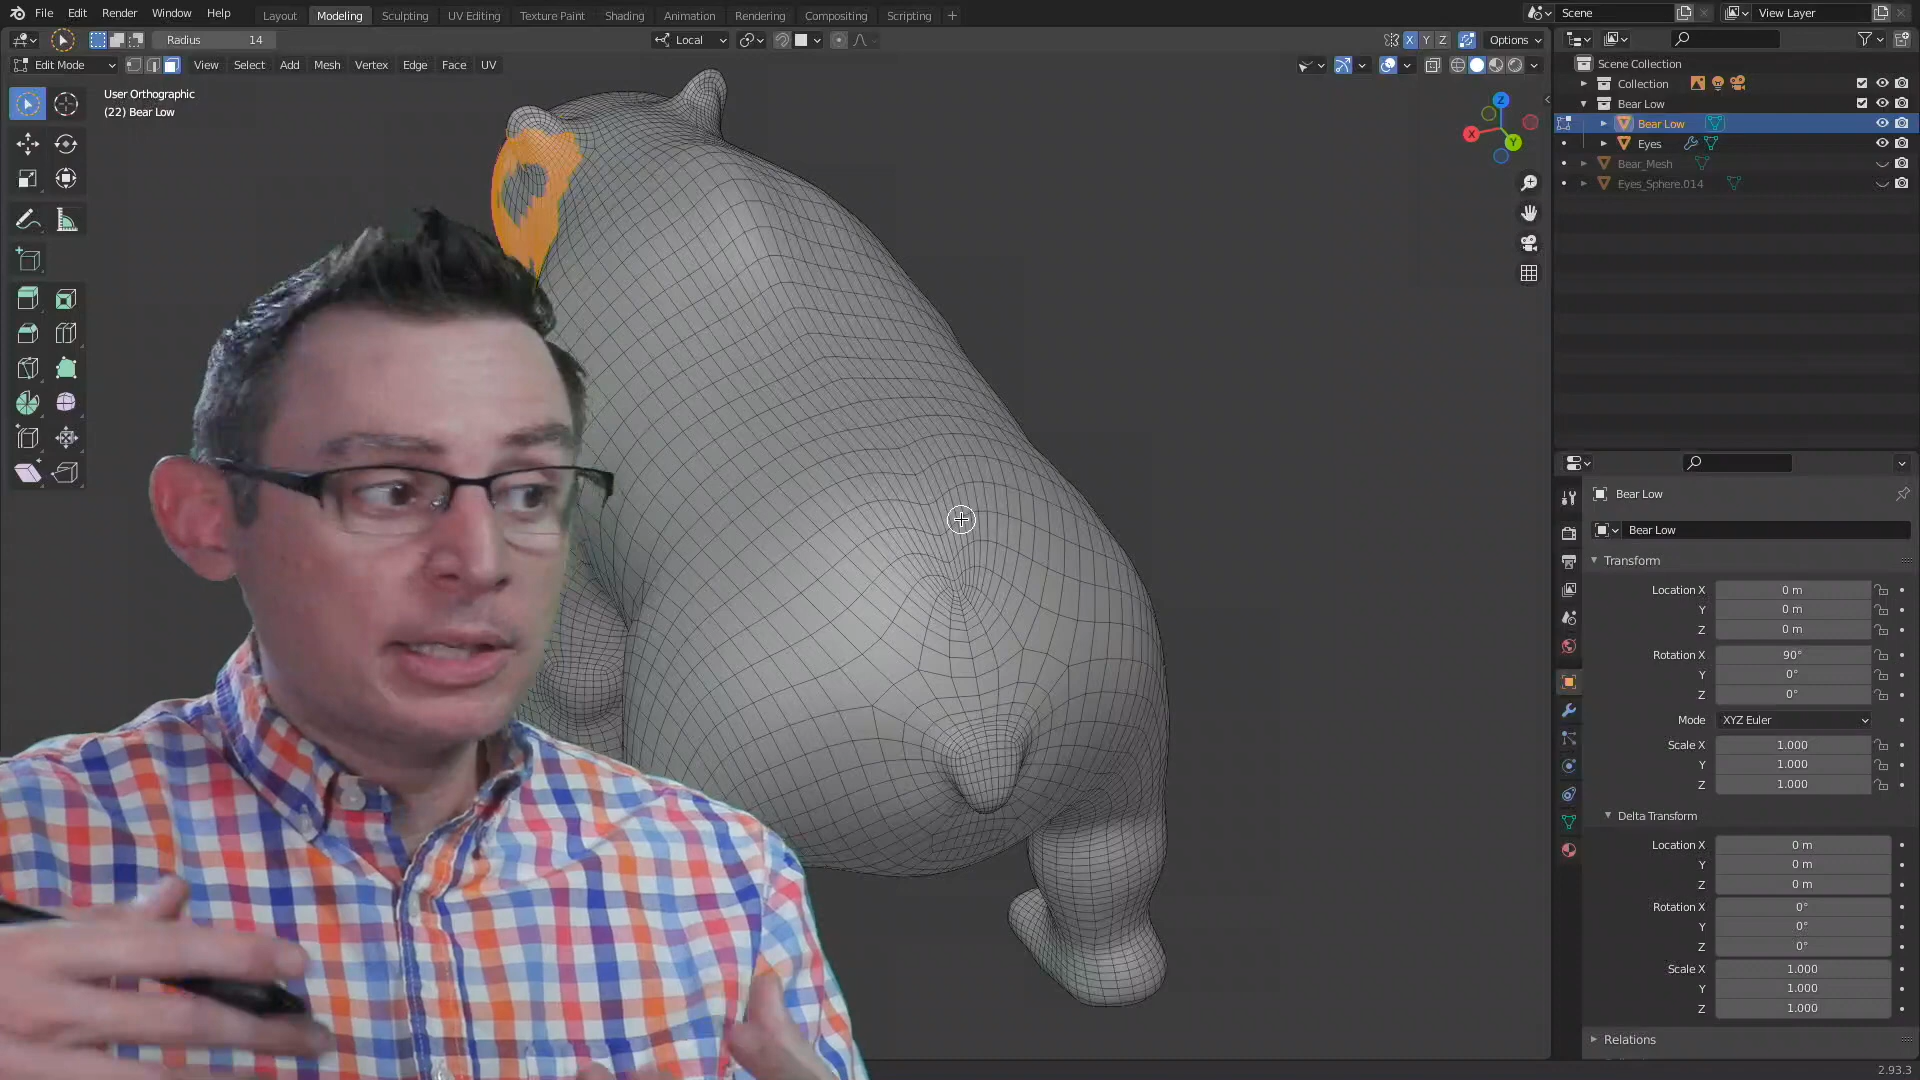 File Edit Render Window Help Layout Modeling Sculpting UV Editing Texture Paint Shading Animation Rendering Compositing Scripting + Scene View Layer
Radius 14 Local X Y Z Options
Edit Mode View Select Add Mesh Vertex Edge Face UV
User Orthographic
(22) Bear Low
Z
X
Y
Scene Collection
Collection
Bear Low
Bear Low
Eyes
Bear_Mesh
Eyes_Sphere.014
Bear Low
Bear Low
Transform
Location X 0 m
Y 0 m
Z 0 m
Rotation X 90°
Y 0°
Z 0°
Mode XYZ Euler
Scale X 1.000
Y 1.000
Z 1.000
Delta Transform
Location X 0 m
Y 0 m
Z 0 m
Rotation X 0°
Y 0°
Z 0°
Scale X 1.000
Y 1.000
Z 1.000
Relations
2.93.3